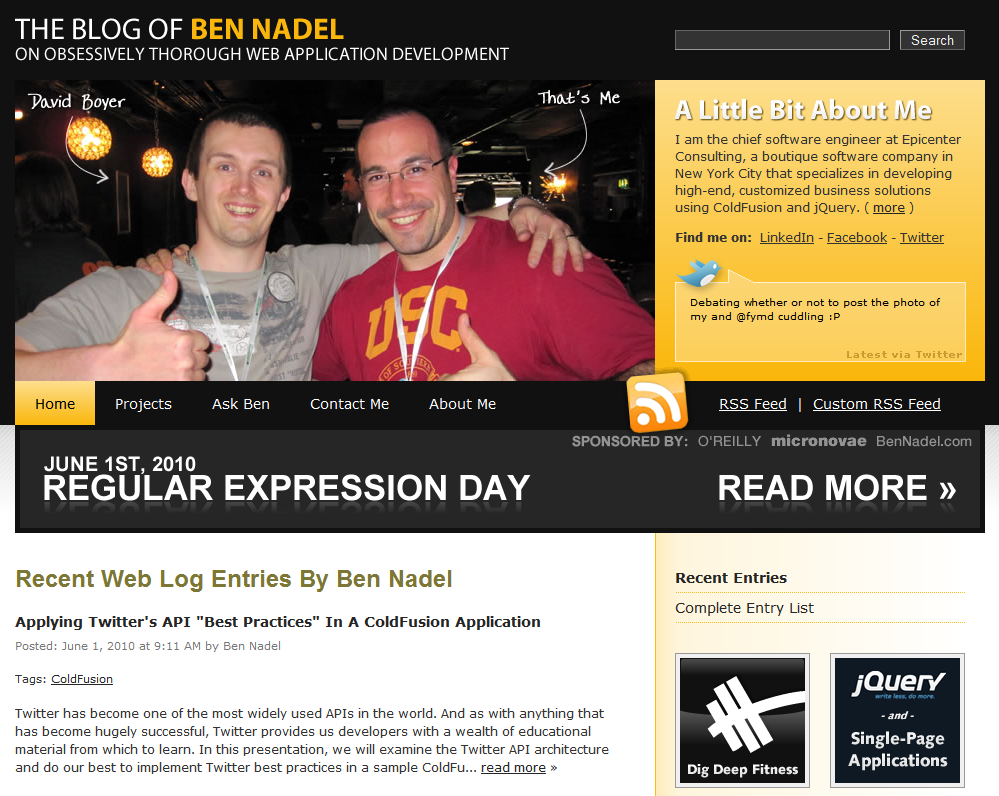 THE BLOG OF BEN NADEL
ON OBSESSIVELY THOROUGH WEB APPLICATION DEVELOPMENT
Search
David Boyer
That's Me
USC
A Little Bit About Me
I am the chief software engineer at Epicenter
Consulting, a boutique software company in
New York City that specializes in developing
high-end, customized business solutions
using ColdFusion and jQuery. ( more )
Find me on: LinkedIn - Facebook - Twitter
Debating whether or not to post the photo of
my and @fymd cuddling :P
Latest via Twitter
Home
Projects
Ask Ben
Contact Me
About Me
RSS Feed | Custom RSS Feed
SPONSORED BY: O'REILLY micronovae BenNadel.com
JUNE 1ST, 2010
REGULAR EXPRESSION DAY
READ MORE »
Recent Web Log Entries By Ben Nadel
Applying Twitter's API "Best Practices" In A ColdFusion Application
Posted: June 1, 2010 at 9:11 AM by Ben Nadel
Tags: ColdFusion
Twitter has become one of the most widely used APIs in the world. And as with anything that
has become hugely successful, Twitter provides us developers with a wealth of educational
material from which to learn. In this presentation, we will examine the Twitter API architecture
and do our best to implement Twitter best practices in a sample ColdFu... read more »
Recent Entries
Complete Entry List
Dig Deep Fitness
jQuery
write less, do more.
- and -
Single-Page
Applications